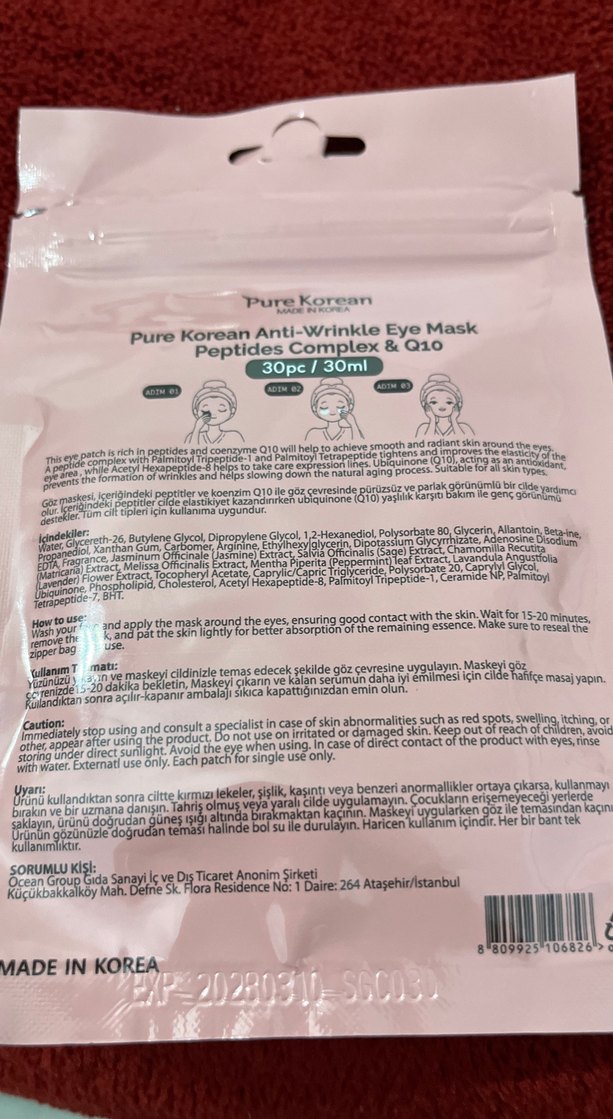 Pure Korean
MADE IN KOREA
Pure Korean Anti-Wrinkle Eye Mask
Peptides Complex & Q10
30pc / 30ml
ADIM 01 ADIM 02 ADIM 03
This eye patch is rich in peptides and coenzyme Q10 will help to achieve smooth and radiant skin around the eyes.
A peptide complex with Palmitoyl Tripeptide-1 and Palmitoyl Tetrapeptide tightens and improves the elasticity of the
eye area, while Acetyl Hexapeptide-8 helps to take care expression lines. Ubiquinone (Q10), acting as an antioxidant,
prevents the formation of wrinkles and helps slowing down the natural aging process. Suitable for all skin types.
Göz maskesi, içeriğindeki peptitler ve koenzim Q10 ile göz çevresinde pürüzsüz ve parlak görünümlü bir cilde yardımcı
olur. İçeriğindeki peptitler cilde elastikiyet kazandırırken ubiquinone (Q10) yaşlılık karşıtı bakım ile genç görünümü
destekler. Tüm cilt tipleri için kullanıma uygundur.
İçindekiler:
Water, Glycereth-26, Butylene Glycol, Dipropylene Glycol, 1,2-Hexanediol, Polysorbate 80, Glycerin, Allantoin, Beta-ine,
Propanediol, Xanthan Gum, Carbomer, Arginine, Ethylhexylglycerin, Dipotassium Glycyrrhizate, Adenosine Disodium
EDTA, Fragrance, Jasminum Officinale (Jasmine) Extract, Salvia Officinalis (Sage) Extract, Chamomilla Recutita
(Matricaria) Extract, Melissa Officinalis Extract, Mentha Piperita (Peppermint) leaf Extract, Lavandula Angustfolia
(Lavender) Flower Extract, Tocopheryl Acetate, Caprylic/Capric Triglyceride, Polysorbate 20, Caprylyl Glycol,
Ubiquinone, Phospholipid, Cholesterol, Acetyl Hexapeptide-8, Palmitoyl Tripeptide-1, Ceramide NP, Palmitoyl
Tetrapeptide-7, BHT.
How to use:
Wash your and apply the mask around the eyes, ensuring good contact with the skin. Wait for 15-20 minutes,
remove the and pat the skin lightly for better absorption of the remaining essence. Make sure to reseal the
zipper bag use.
Kullanım
Yüzünüzü ve maskeyi cildinizle temas edecek şekilde göz çevresine uygulayın. Maskeyi göz
çevrenizde 15-20 dakika bekletin, Maskeyi çıkarın ve kalan serumun daha iyi emilmesi için cilde hafifçe masaj yapın.
Kullandıktan sonra açılır-kapanır ambalajı sıkıca kapattığınızdan emin olun.
Caution:
Immediately stop using and consult a specialist in case of skin abnormalities such as red spots, swelling, itching, or
other, appear after using the product. Do not use on irritated or damaged skin. Keep out of reach of children, avoid
storing under direct sunlight. Avoid the eye when using. In case of direct contact of the product with eyes, rinse
with water. Externatl use only. Each patch for single use only.
Uyarı:
Ürünü kullandıktan sonra ciltte kırmızı lekeler, şişlik, kaşıntı veya benzeri anormallikler ortaya çıkarsa, kullanmayı
bırakın ve bir uzmana danışın. Tahriş olmuş veya yaralı cilde uygulamayın. Çocukların erişemeyeceği yerlerde
saklayın, ürünü doğrudan güneş ışığı altında bırakmaktan kaçının. Maskeyi uygularken göz ile temasından kaçını
Ürünün gözünüzle doğrudan teması halinde bol su ile durulayın. Haricen kullanım içindir. Her bir bant tek
kullanımlıktır.
SORUMLU KİŞİ:
Ocean Group Gıda Sanayi İç ve Dış Ticaret Anonim Şirketi
Küçükbakkalköy Mah. Defne Sk. Flora Residence No: 1 Daire: 264 Ataşehir/İstanbul
8 809925 106826 >
MADE IN KOREA
EXP 20280310 SGC030